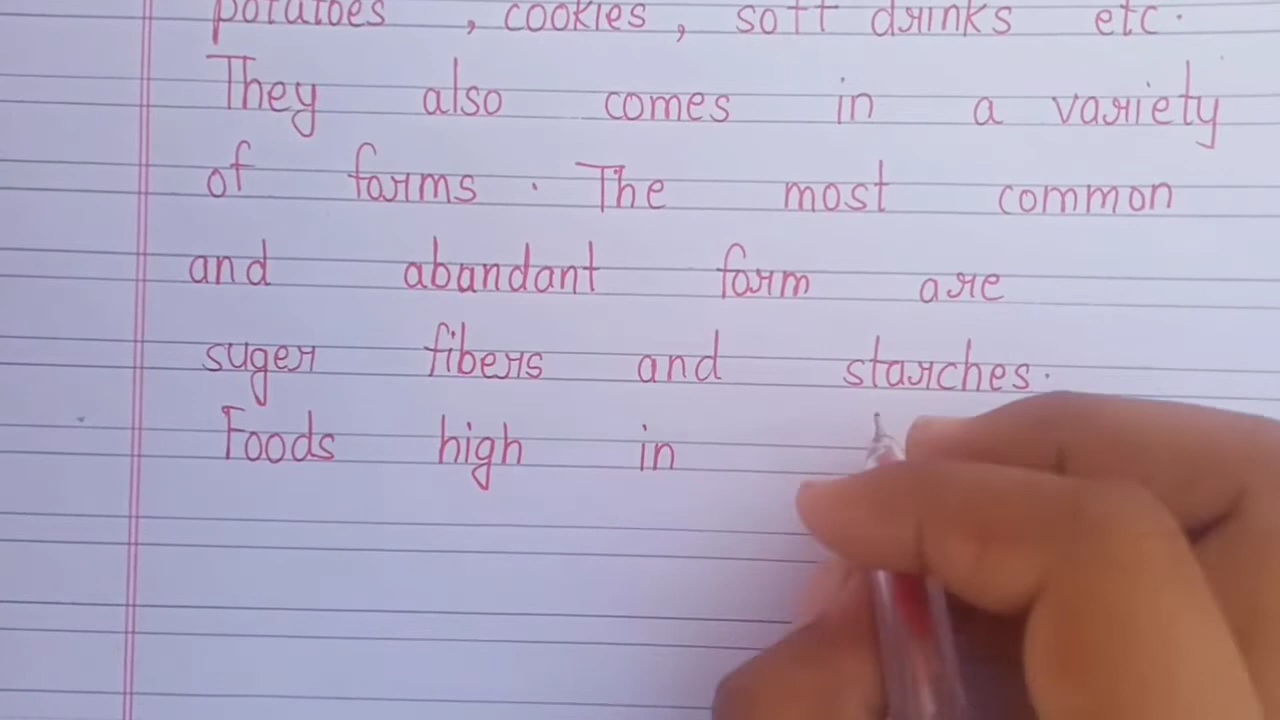 potatoes , cookies, soft drinks etc.
They also comes in a variety
of forms. The most common
and abandant form are
suger fibers and starches.
Foods high in